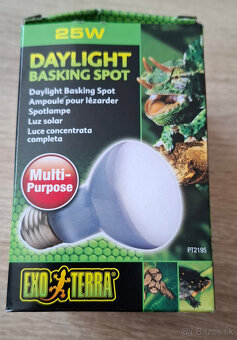 25W
DAYLIGHT
BASKING SPOT
Daylight Basking Spot
Ampoule pour lézarder
Spotlampe
Luz solar
Luce concentrata
completa
Multi-
Purpose
PT2195
EXO TERRA
bazos.sk